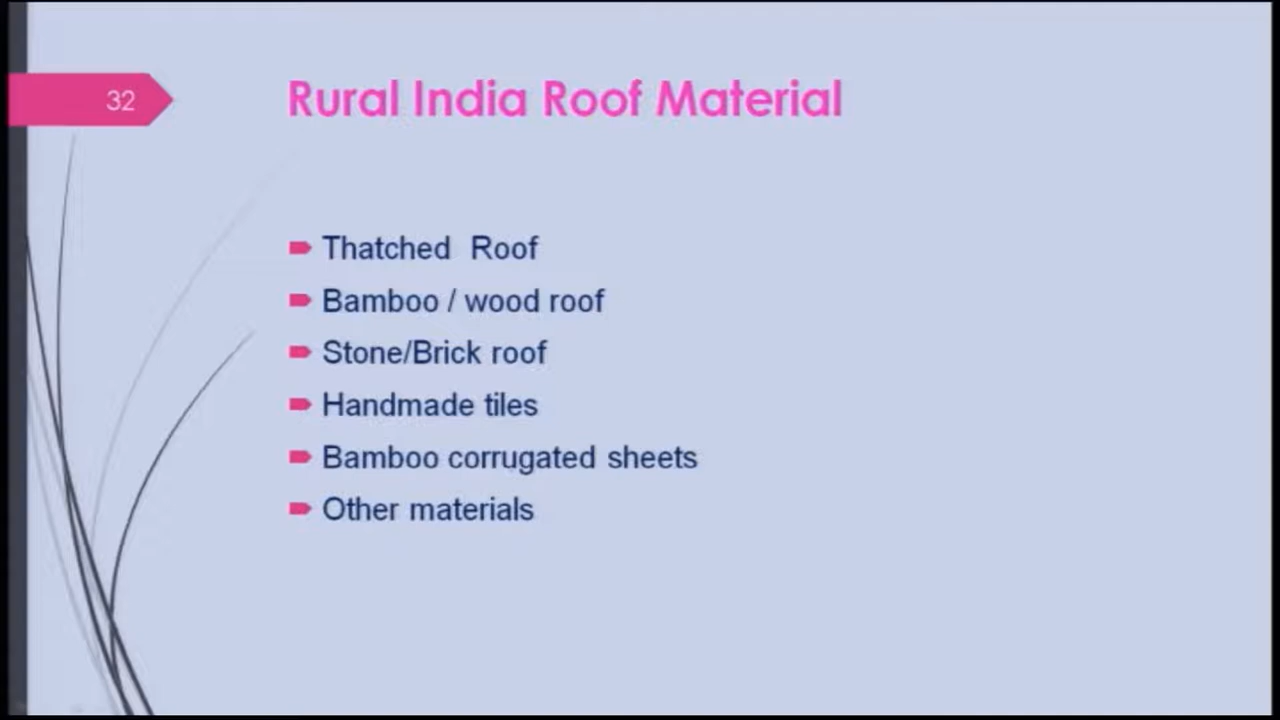 32
Rural India Roof Material
Thatched Roof
Bamboo / wood roof
Stone/Brick roof
Handmade tiles
Bamboo corrugated sheets
Other materials